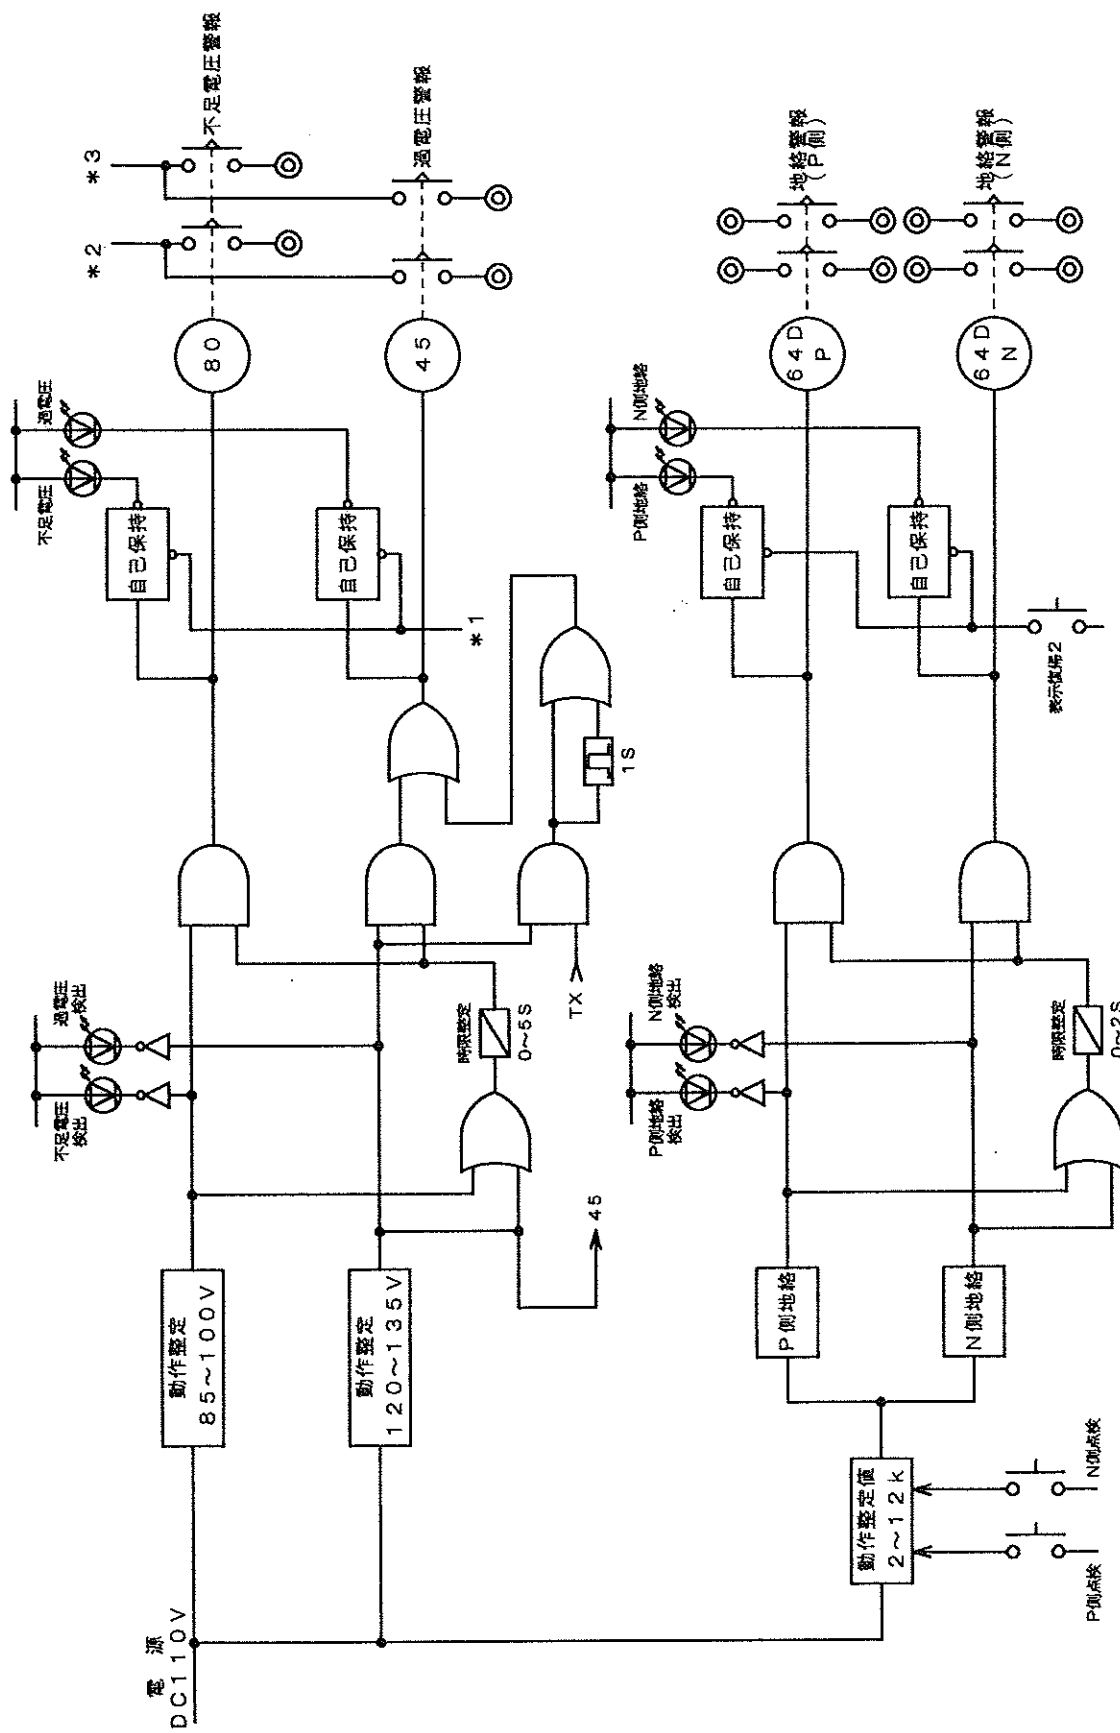 電源
DC110V
動作整定
85~100V
不足電圧
検出
過電圧
検出
不足電圧
過電圧
自己保持
80
*2
*3
不足電圧警報
動作整定
120~135V
45
時限整定
0~5S
TX
1S
*1
自己保持
45
過電圧警報
動作整定値
2~12k
P側点検
N側点検
P側地絡
N側地絡
P側地絡
検出
N側地絡
検出
時限整定
0~2S
P側地絡
N側地絡
自己保持
自己保持
表示復帰2
64D
P
64D
N
地絡警報
(P側)
地絡警報
(N側)